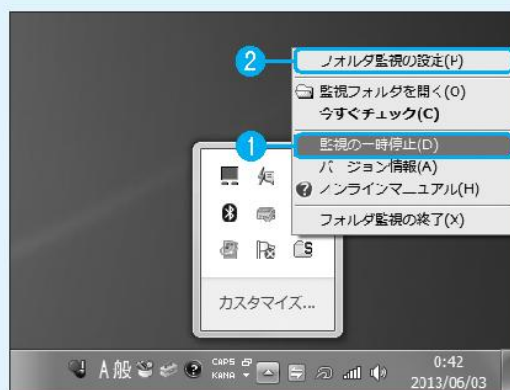 2
フォルダ監視の設定(P)
監視フォルダを開く(O)
今すぐチェック(C)
1
監視の一時停止(D)
バージョン情報(A)
オンラインマニュアル(H)
フォルダ監視の終了(X)
カスタマイズ...
A般
CAPS
KANA
0:42
2013/06/03